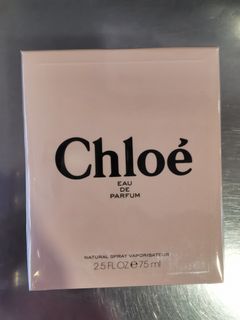 Chloé
EAU
DE
PARFUM
NATURAL SPRAY VAPORISATEUR
2.5 FL OZ ℮ 75 ml